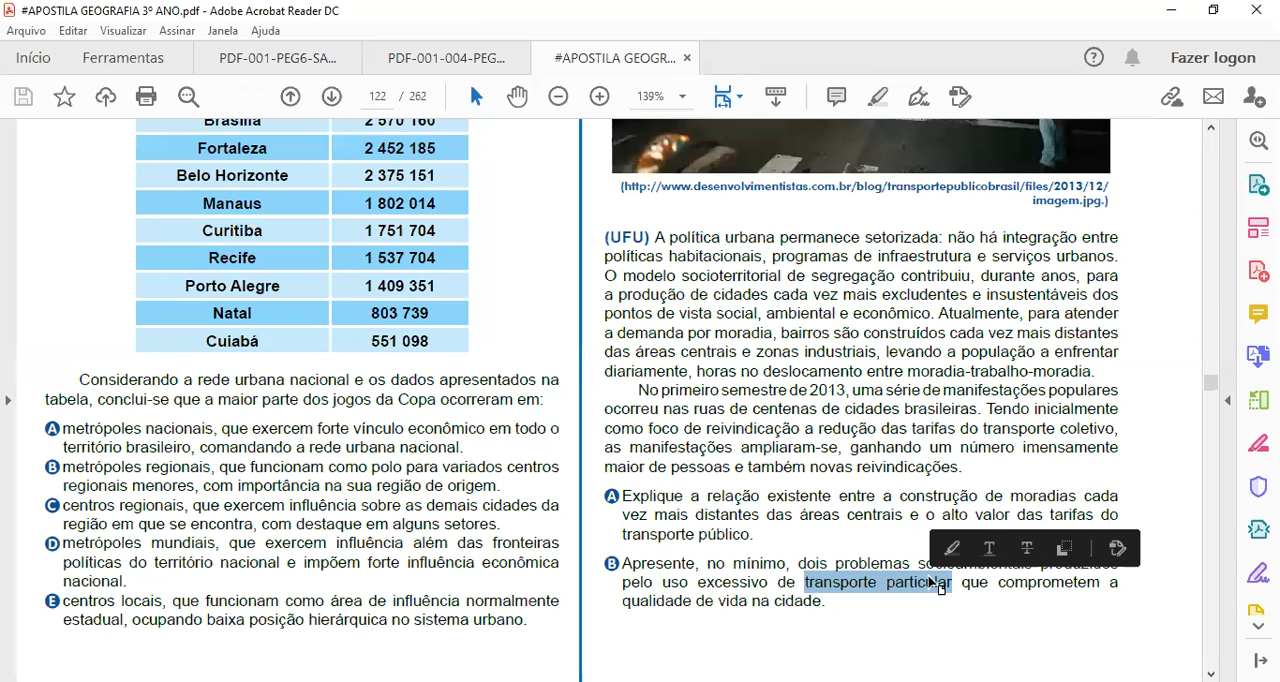 #APOSTILA GEOGRAFIA 3º ANO.pdf - Adobe Acrobat Reader DC
Arquivo Editar Visualizar Assinar Janela Ajuda
Início Ferramentas PDF-001-PEG6-SA... PDF-001-004-PEG... #APOSTILA GEOGR... × Fazer logon
122 / 262 139%
Brasília 2 570 160
Fortaleza 2 452 185
Belo Horizonte 2 375 151
Manaus 1 802 014
Curitiba 1 751 704
Recife 1 537 704
Porto Alegre 1 409 351
Natal 803 739
Cuiabá 551 098
Considerando a rede urbana nacional e os dados apresentados na
tabela, conclui-se que a maior parte dos jogos da Copa ocorreram em:
A metrópoles nacionais, que exercem forte vínculo econômico em todo o
território brasileiro, comandando a rede urbana nacional.
B metrópoles regionais, que funcionam como polo para variados centros
regionais menores, com importância na sua região de origem.
C centros regionais, que exercem influência sobre as demais cidades da
região em que se encontra, com destaque em alguns setores.
D metrópoles mundiais, que exercem influência além das fronteiras
políticas do território nacional e impõem forte influência econômica
nacional.
E centros locais, que funcionam como área de influência normalmente
estadual, ocupando baixa posição hierárquica no sistema urbano.
(http://www.desenvolvimentistas.com.br/blog/transportepublicobrasil/files/2013/12/
imagem.jpg.)
(UFU) A política urbana permanece setorizada: não há integração entre
políticas habitacionais, programas de infraestrutura e serviços urbanos.
O modelo socioterritorial de segregação contribuiu, durante anos, para
a produção de cidades cada vez mais excludentes e insustentáveis dos
pontos de vista social, ambiental e econômico. Atualmente, para atender
a demanda por moradia, bairros são construídos cada vez mais distantes
das áreas centrais e zonas industriais, levando a população a enfrentar
diariamente, horas no deslocamento entre moradia-trabalho-moradia.
No primeiro semestre de 2013, uma série de manifestações populares
ocorreu nas ruas de centenas de cidades brasileiras. Tendo inicialmente
como foco de reivindicação a redução das tarifas do transporte coletivo,
as manifestações ampliaram-se, ganhando um número imensamente
maior de pessoas e também novas reivindicações.
A Explique a relação existente entre a construção de moradias cada
vez mais distantes das áreas centrais e o alto valor das tarifas do
transporte público.
B Apresente, no mínimo, dois problemas socioambientais produzidos
pelo uso excessivo de transporte particular que comprometem a
qualidade de vida na cidade.